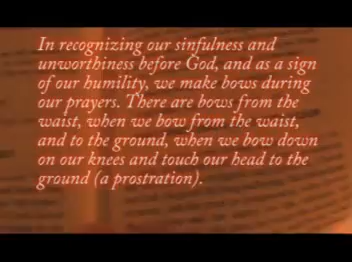 In recognizing our sinfulness and
unworthiness before God, and as a sign
of our humility, we make bows during
our prayers. There are bows from the
waist, when we bow from the waist,
and to the ground, when we bow down
on our knees and touch our head to the
ground (a prostration).